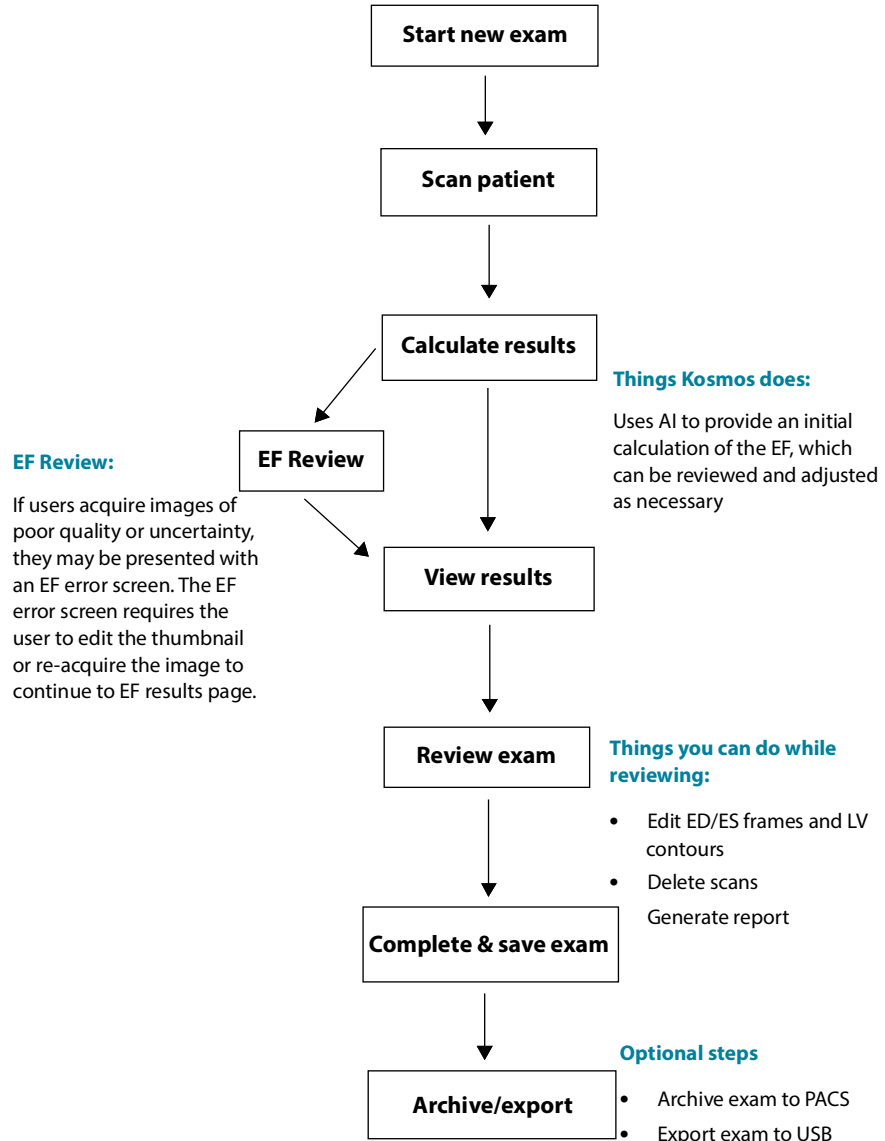 Start new exam
Scan patient
Calculate results
Things Kosmos does:
Uses AI to provide an initial
calculation of the EF, which
can be reviewed and adjusted
as necessary
EF Review
EF Review:
If users acquire images of
poor quality or uncertainty,
they may be presented with
an EF error screen. The EF
error screen requires the
user to edit the thumbnail
or re-acquire the image to
continue to EF results page.
View results
Review exam
Things you can do while
reviewing:
• Edit ED/ES frames and LV
contours
• Delete scans
Generate report
Complete & save exam
Archive/export
Optional steps
• Archive exam to PACS
• Export exam to USB